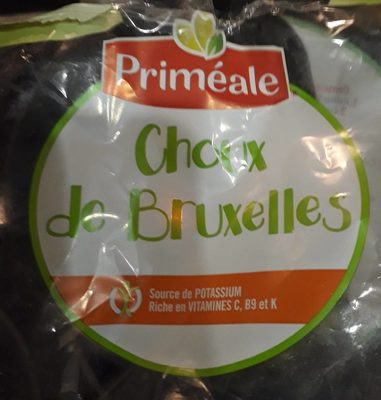 Priméale
Choux
de Bruxelles
Source de POTASSIUM
Riche en VITAMINES C, B9 et K